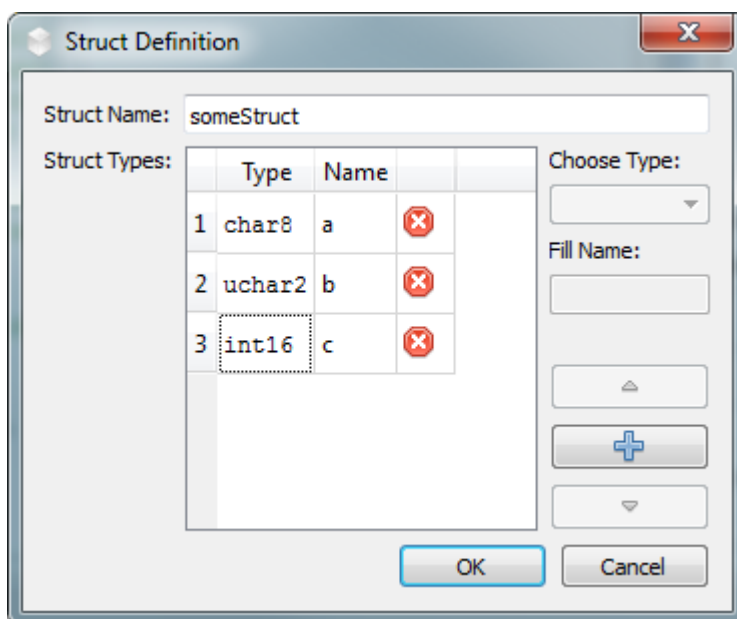 Struct Definition
Struct Name: someStruct
Struct Types:
Type Name
1 char8 a
2 uchar2 b
3 int16 c
Choose Type:
Fill Name:
OK Cancel